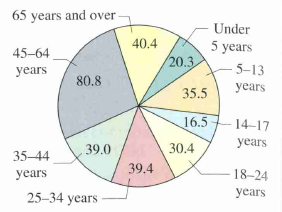 65 years and over
40.4
Under
5 years
20.3
5–13
years
35.5
14–17
years
16.5
18–24
years
30.4
25–34 years
39.4
35–44
years
39.0
45–64
years
80.8